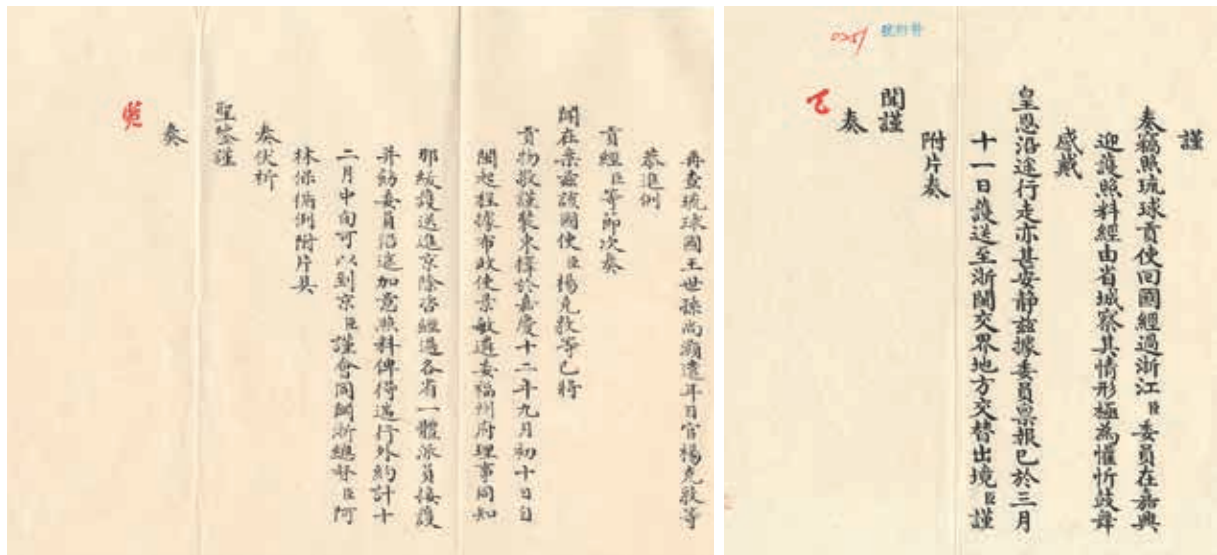 再查琉球國王世孫尚灝遣耳目官楊克敦等
恭進例
貢經臣等節次奏
聞在案茲該國使臣楊克敦等已將
貢物敬謹裝束擇於嘉慶十二年九月初十日自
閩起程據布政使景敏遴委福州府理事同知
那綬護送進京除咨經過各省一體派員接護
并飭委員沿途加意照料俾得遄行外約計十
二月中旬可以到京臣謹會同閩浙總督臣阿
林保循例附片具
奏伏祈
聖鑒謹
奏
覽
謹
奏竊照琉球貢使回國經過浙江臣委員在嘉興
迎護照料經由省城察其情形極為懽忻鼓舞
感戴
皇恩沿途行走亦甚安靜茲據委員稟報已於三月
十一日護送至浙閩交界地方交替出境臣謹
附片奏
聞謹
奏